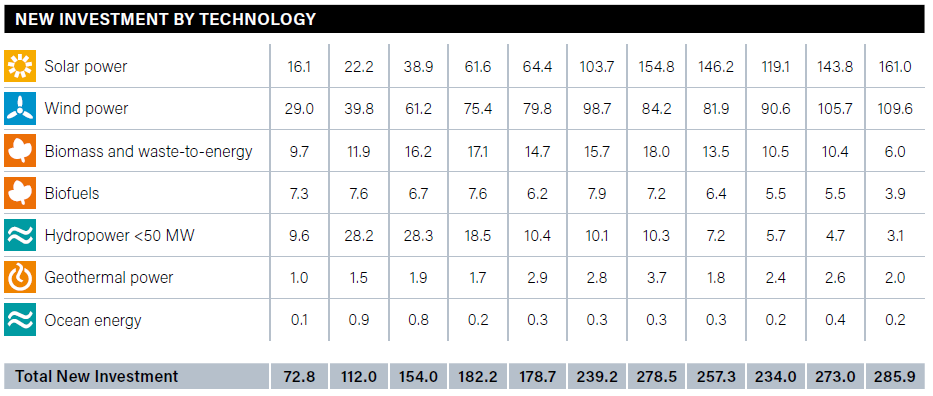 NEW INVESTMENT BY TECHNOLOGY
Solar power 16.1 22.2 38.9 61.6 64.4 103.7 154.8 146.2 119.1 143.8 161.0
Wind power 29.0 39.8 61.2 75.4 79.8 98.7 84.2 81.9 90.6 105.7 109.6
Biomass and waste-to-energy 9.7 11.9 16.2 17.1 14.7 15.7 18.0 13.5 10.5 10.4 6.0
Biofuels 7.3 7.6 6.7 7.6 6.2 7.9 7.2 6.4 5.5 5.5 3.9
Hydropower <50 MW 9.6 28.2 28.3 18.5 10.4 10.1 10.3 7.2 5.7 4.7 3.1
Geothermal power 1.0 1.5 1.9 1.7 2.9 2.8 3.7 1.8 2.4 2.6 2.0
Ocean energy 0.1 0.9 0.8 0.2 0.3 0.3 0.3 0.3 0.2 0.4 0.2
Total New Investment 72.8 112.0 154.0 182.2 178.7 239.2 278.5 257.3 234.0 273.0 285.9